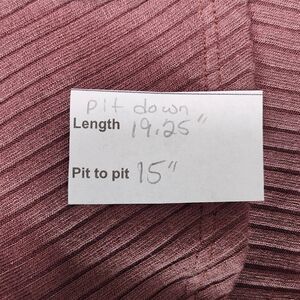 pit down
Length 19.25"
Pit to pit 15"